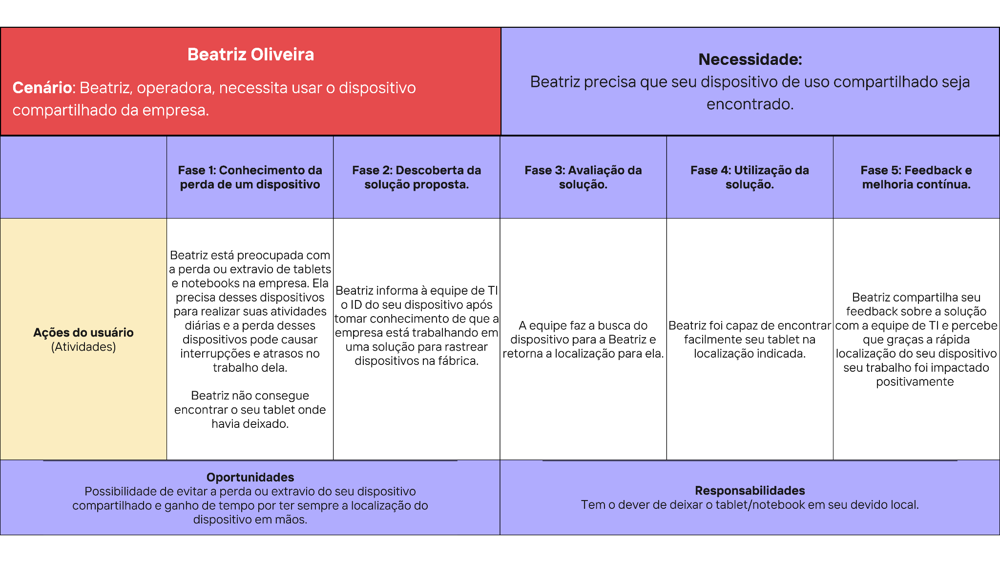 Beatriz Oliveira
Cenário: Beatriz, operadora, necessita usar o dispositivo
compartilhado da empresa.
Necessidade:
Beatriz precisa que seu dispositivo de uso compartilhado seja
encontrado.
Fase 1: Conhecimento da
perda de um dispositivo
Fase 2: Descoberta da
solução proposta.
Fase 3: Avaliação da
solução.
Fase 4: Utilização da
solução.
Fase 5: Feedback e
melhoria contínua.
Ações do usuário
(Atividades)
Beatriz está preocupada com
a perda ou extravio de tablets
e notebooks na empresa. Ela
precisa desses dispositivos
para realizar suas atividades
diárias e a perda desses
dispositivos pode causar
interrupções e atrasos no
trabalho dela.
Beatriz não consegue
encontrar o seu tablet onde
havia deixado.
Beatriz informa à equipe de TI
o ID do seu dispositivo após
tomar conhecimento de que a
empresa está trabalhando em
uma solução para rastrear
dispositivos na fábrica.
A equipe faz a busca do
dispositivo para a Beatriz e
retorna a localização para ela.
Beatriz foi capaz de encontrar
facilmente seu tablet na
localização indicada.
Beatriz compartilha seu
feedback sobre a solução
com a equipe de TI e percebe
que graças a rápida
localização do seu dispositivo
seu trabalho foi impactado
positivamente
Oportunidades
Possibilidade de evitar a perda ou extravio do seu dispositivo
compartilhado e ganho de tempo por ter sempre a localização do
dispositivo em mãos.
Responsabilidades
Tem o dever de deixar o tablet/notebook em seu devido local.